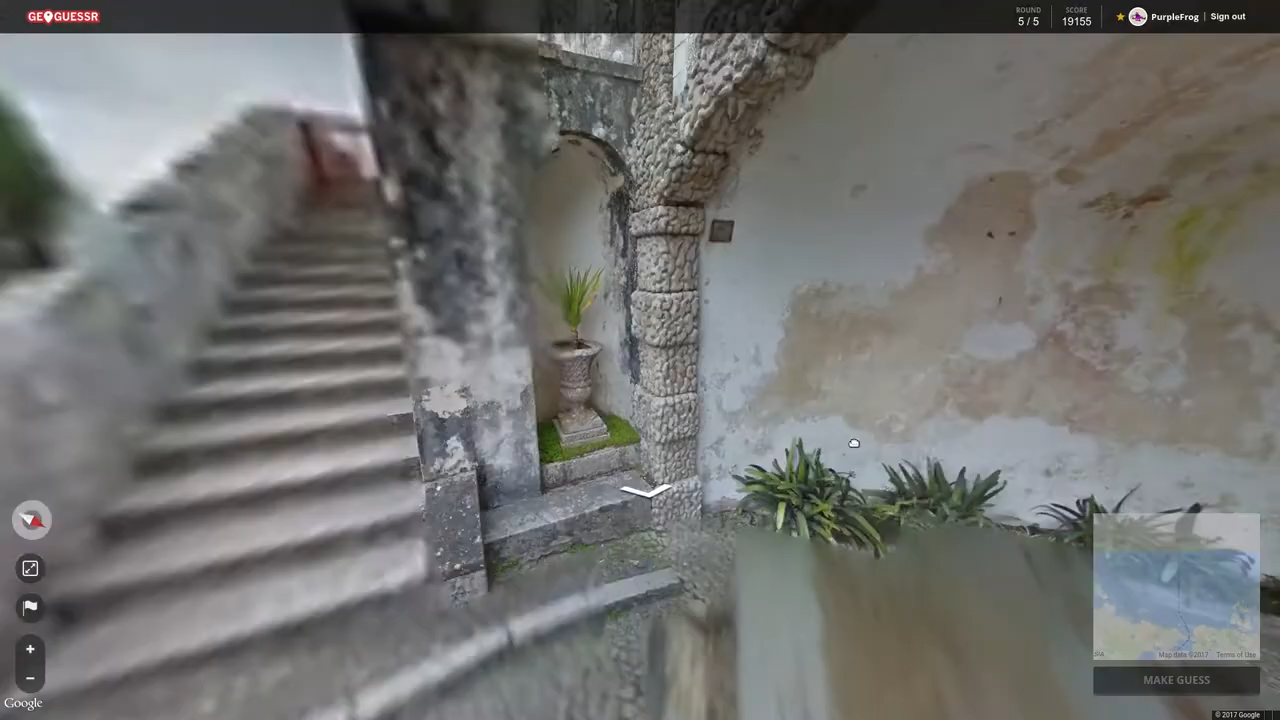 GEOGUESSR
ROUND
5 / 5
SCORE
19155
PurpleFrog
Sign out
Map data ©2017
Terms of Use
MAKE GUESS
Google
© 2017 Google